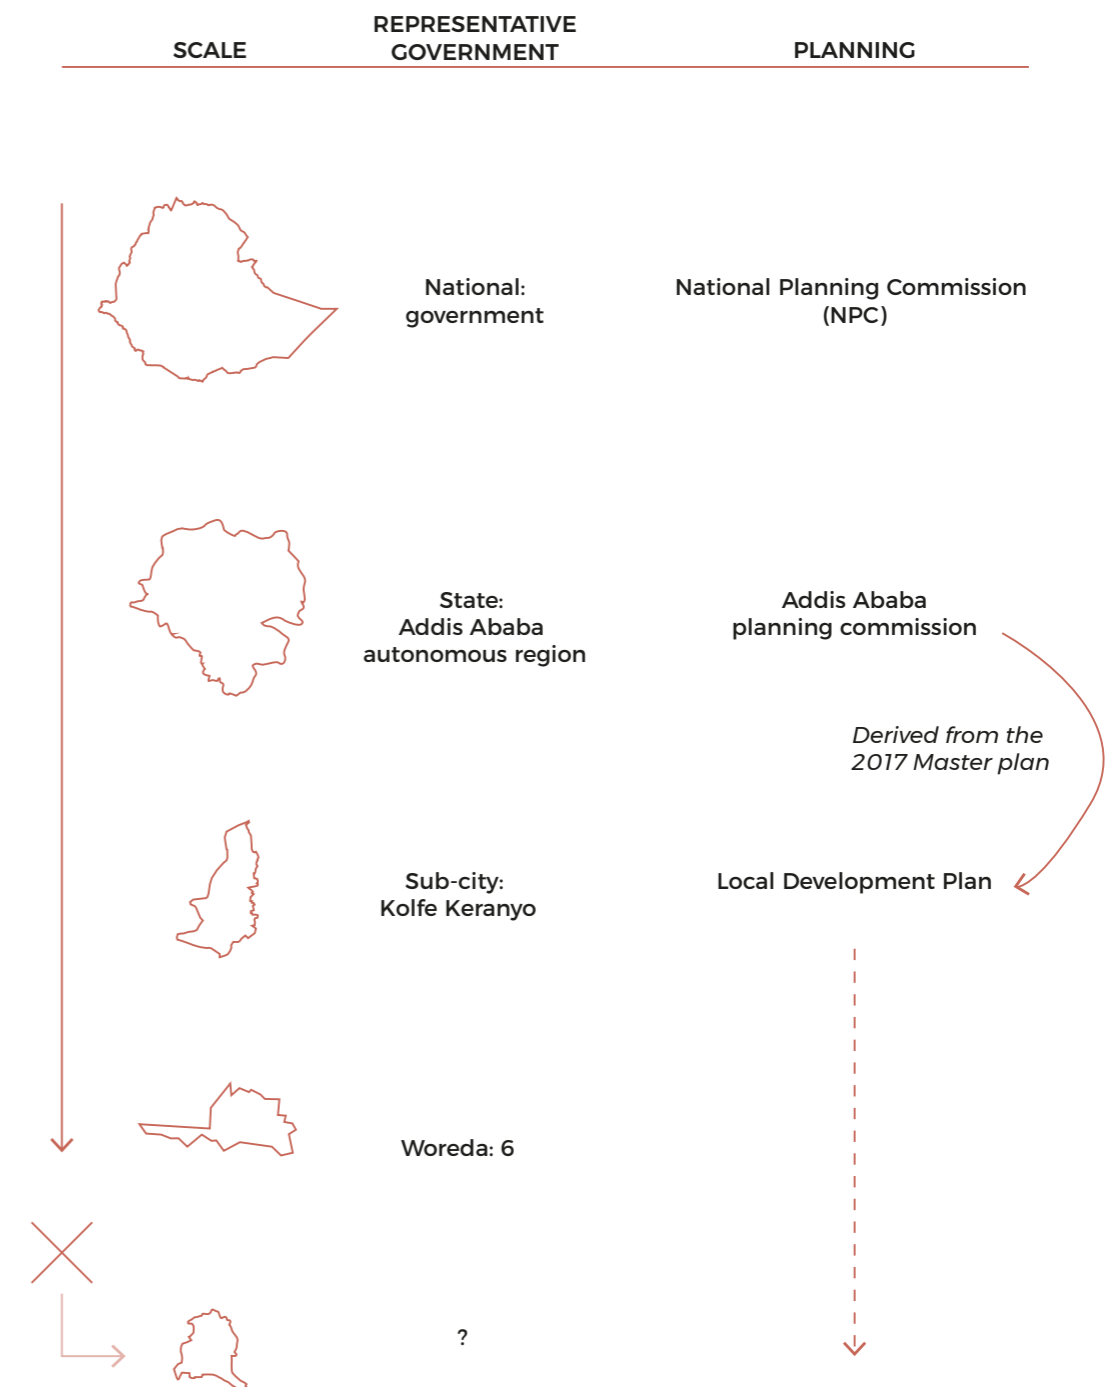 SCALE
REPRESENTATIVE
GOVERNMENT
PLANNING
National:
government
National Planning Commission
(NPC)
State:
Addis Ababa
autonomous region
Addis Ababa
planning commission
Derived from the
2017 Master plan
Sub-city:
Kolfe Keranyo
Local Development Plan
Woreda: 6
?